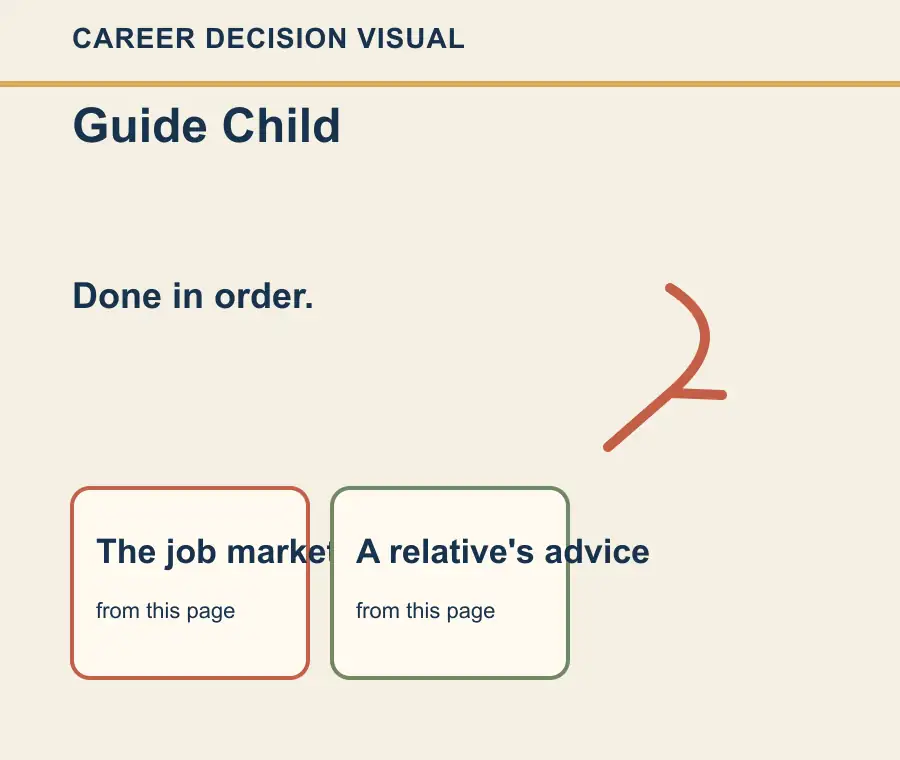 CAREER DECISION VISUAL
Guide Child
Done in order.
The job market
A relative's advice
from this page
from this page